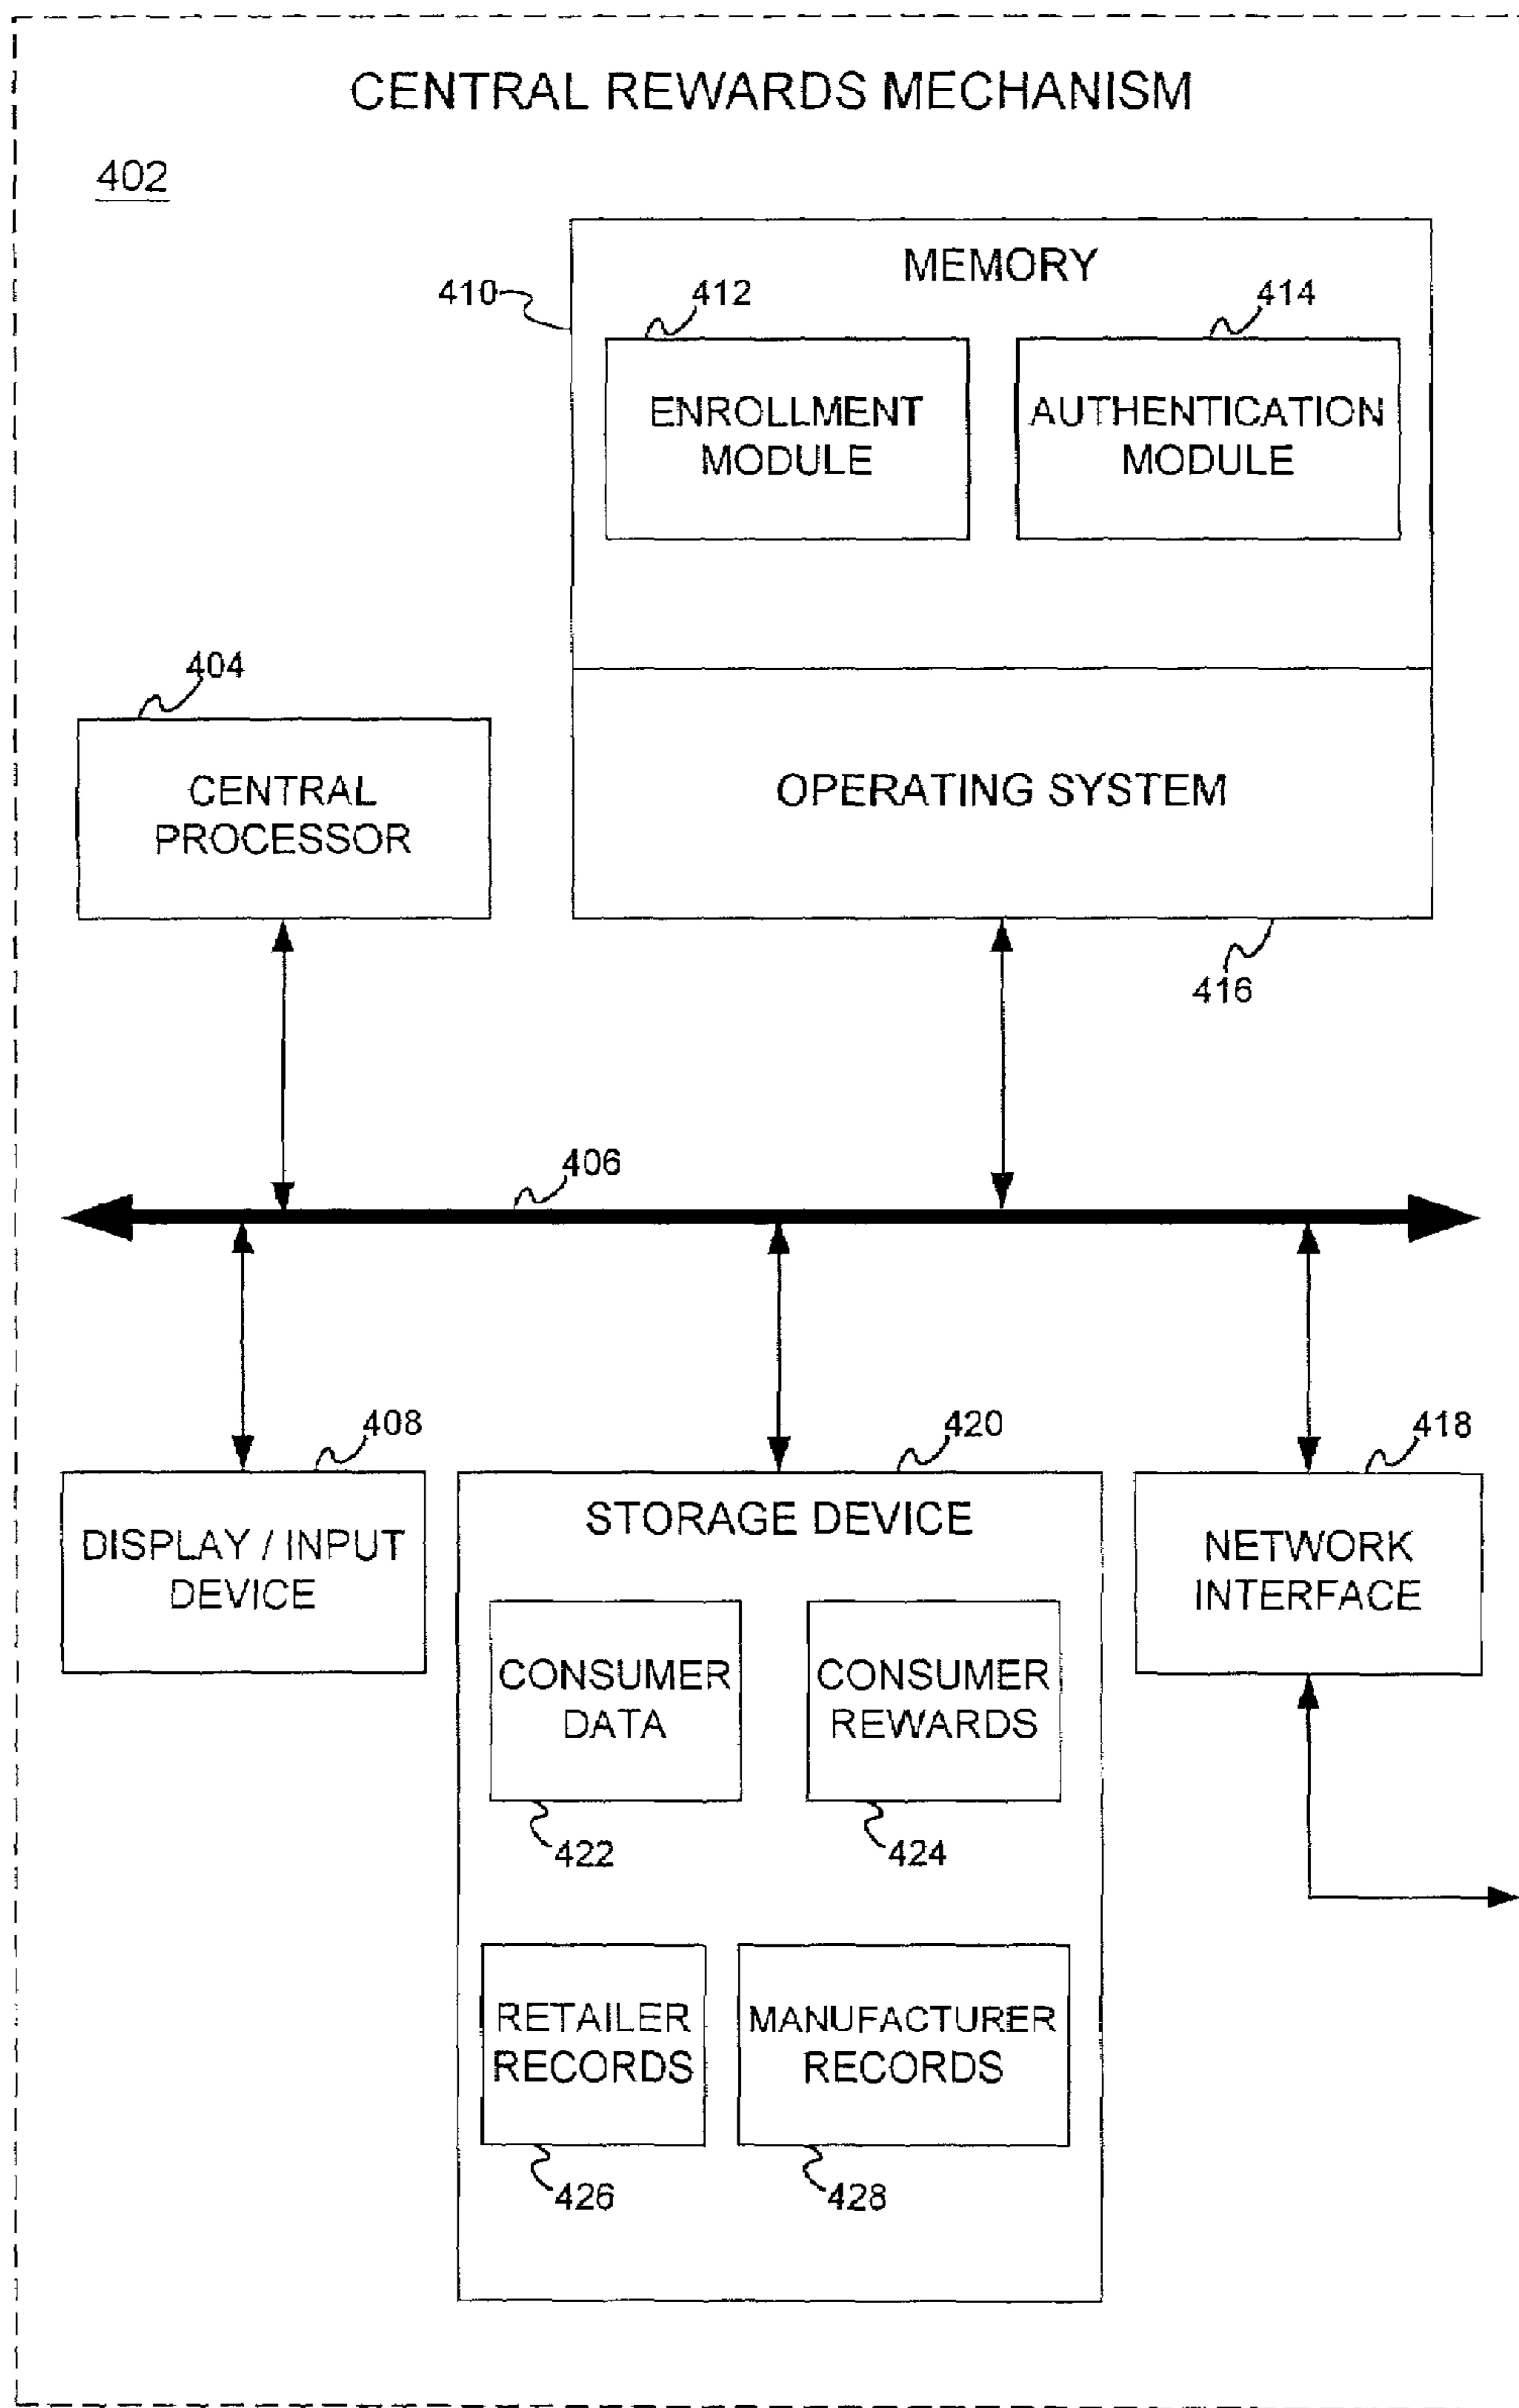 CENTRAL REWARDS MECHANISM
402
MEMORY
410
412
414
ENROLLMENT
MODULE
AUTHENTICATION
MODULE
404
CENTRAL
PROCESSOR
OPERATING SYSTEM
416
406
408
420
418
DISPLAY / INPUT
DEVICE
STORAGE DEVICE
NETWORK
INTERFACE
CONSUMER
DATA
CONSUMER
REWARDS
422
424
RETAILER
RECORDS
MANUFACTURER
RECORDS
426
428